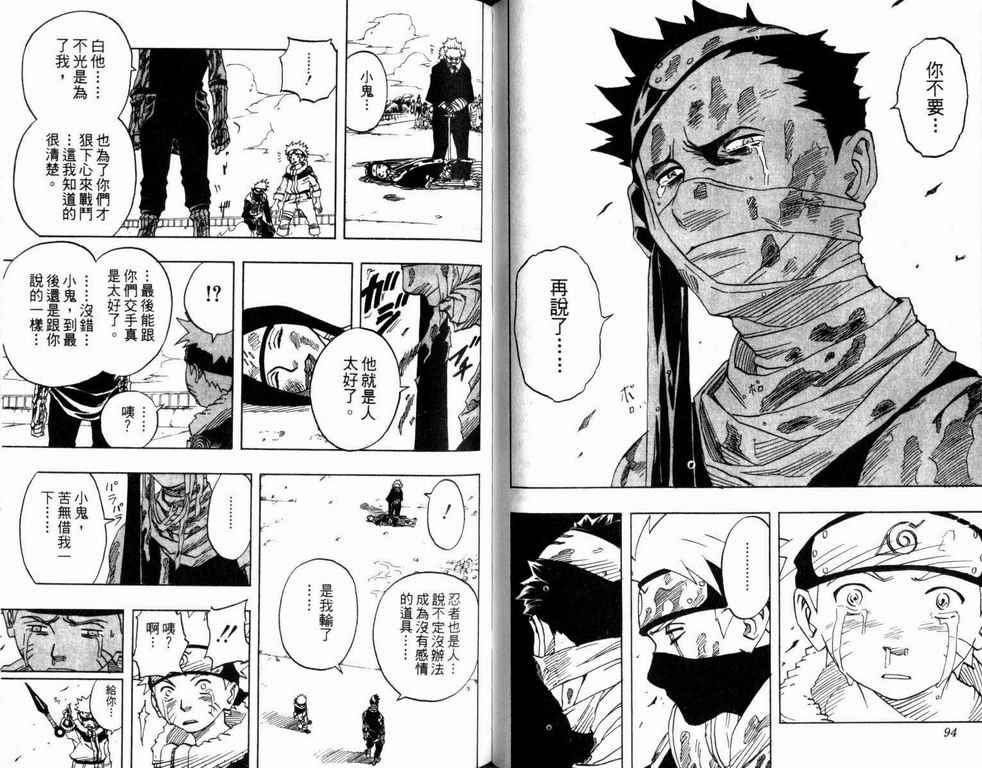 你不要…
再說了……
ボロ
ボロ
……………
94
小鬼…
……!
白他……
不光是為
了我，
也為了你們才
狠下心來戰鬥
…這我知道的
很清楚。
ガッ
他就是人
太好了。
!?
…最後能跟
你們交手真
是太好了。
……沒錯…
小鬼，到最
後還是跟你
說的一樣…
……
咦?
!
忍者也是人…
說不定沒辦法
成為沒有感情
的道具……
是我輸了
……
………
パラパラ
小鬼，
苦無借我一
下……
!!
咦?
啊…
給你…